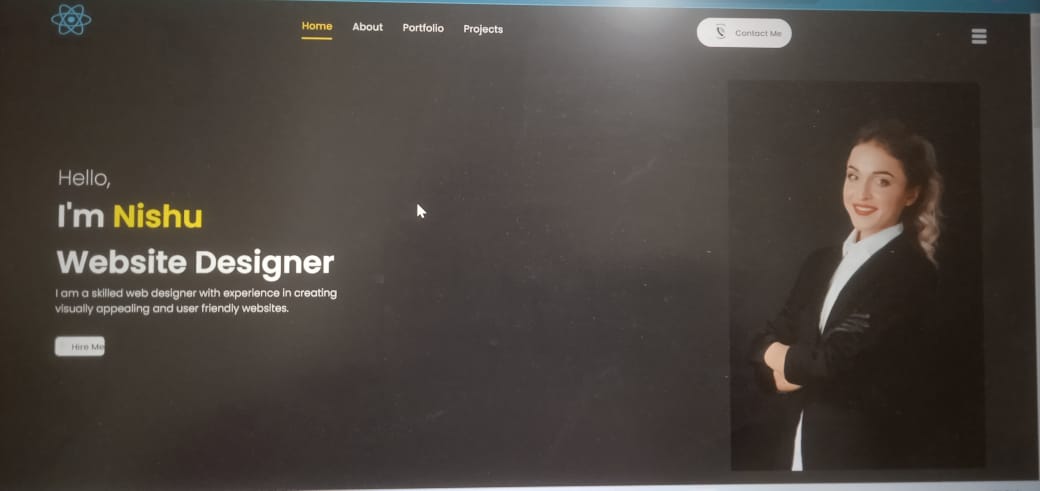 Home About Portfolio Projects
Contact Me
Hello,
I'm Nishu
Website Designer
I am a skilled web designer with experience in creating
visually appealing and user friendly websites.
Hire Me